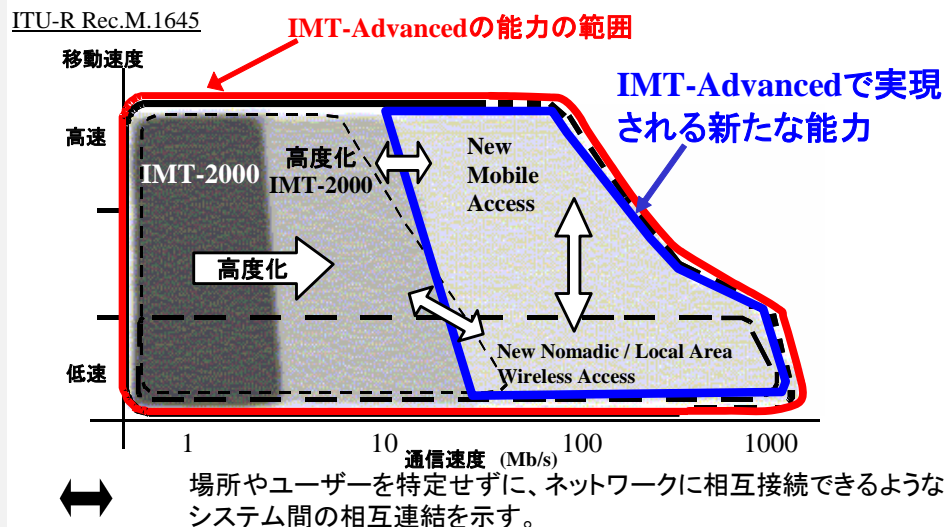 ITU-R Rec.M.1645
IMT-Advancedの能力の範囲
移動速度
IMT-Advancedで実現
される新たな能力
高速
IMT-2000
高度化
IMT-2000
New
Mobile
Access
高度化
New Nomadic / Local Area
Wireless Access
低速
1 10 100 1000
通信速度 (Mb/s)
場所やユーザーを特定せずに、ネットワークに相互接続できるような
システム間の相互連結を示す。